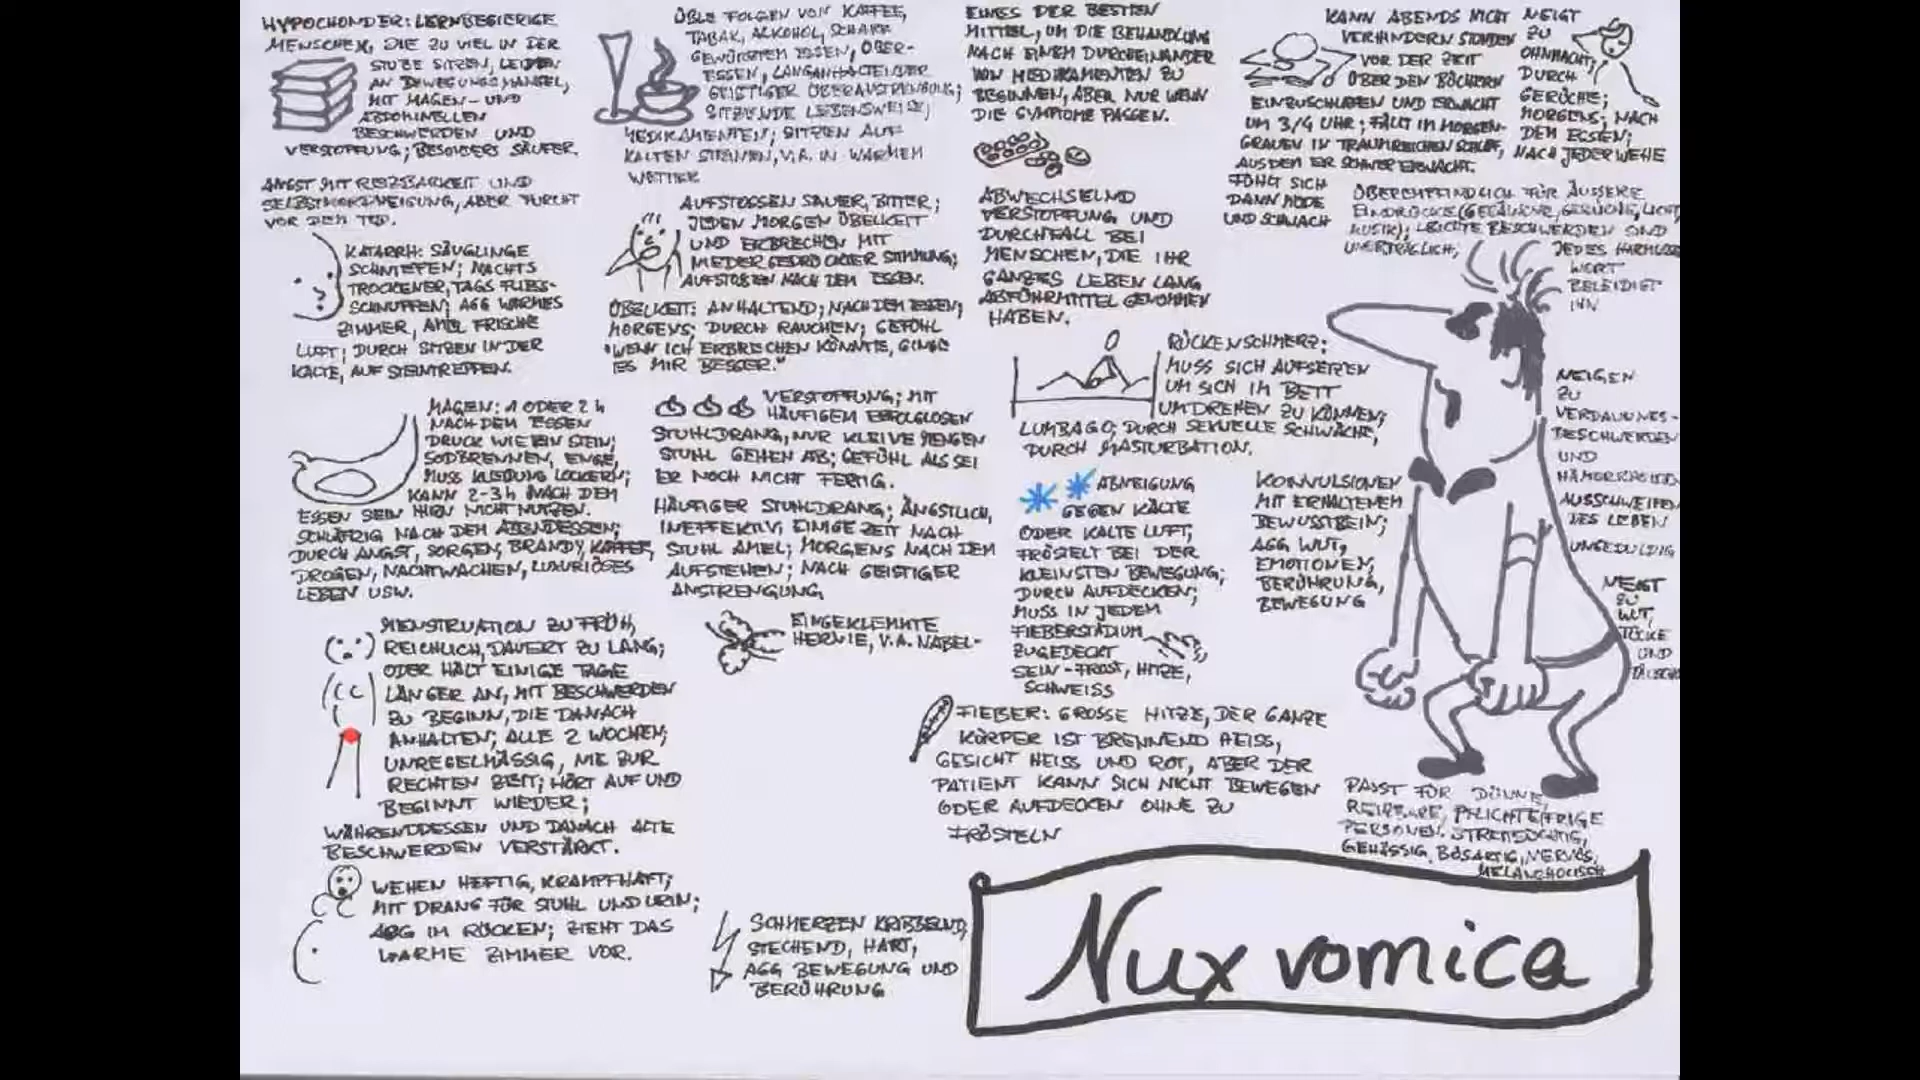 HYPOCHONDER: LERNBEGIERIGE
MENSCHEN, DIE ZU VIEL IN DER
STUBE SITZEN, LEIDEN
AN BEWEGUNGSMANGEL,
MIT MAGEN- UND
ABDOMINELLEN
BESCHWERDEN UND
VERSTOPFUNG; BESONDERS SÄUFER.
ANGST MIT REIZBARKEIT UND
SELBSTMORDNEIGUNG, ABER FURCHT
VOR DEM TOD.
KATARRH: SÄUGLINGE
SCHNIEFEN; NACHTS
TROCKENER, TAGS FLIESS-
SCHNUPFEN; AGG WARMES
ZIMMER, AMEL FRISCHE
LUFT; DURCH SITZEN IN DER
KÄLTE, AUF STEINTREPPEN.
MAGEN: 1 ODER 2 h
NACH DEM ESSEN
DRUCK WIE EIN STEIN;
SODBRENNEN, ENGE,
MUSS KLEIDUNG LOCKERN;
KANN 2-3 h NACH DEM
ESSEN SEIN HIRN NICHT NUTZEN.
SCHLÄFRIG NACH DEM ABENDESSEN;
DURCH ANGST, SORGEN, BRANDY, KAFFEE,
DROGEN, NACHTWACHEN, LUXURIÖSES
LEBEN USW.
MENSTRUATION ZU FRÜH,
REICHLICH, DAUERT ZU LANG;
ODER HÄLT EINIGE TAGE
LÄNGER AN, MIT BESCHWERDEN
ZU BEGINN, DIE DANACH
ANHALTEN; ALLE 2 WOCHEN;
UNREGELMÄSSIG, NIE ZUR
RECHTEN ZEIT; HÖRT AUF UND
BEGINNT WIEDER;
WÄHRENDDESSEN UND DANACH ALTE
BESCHWERDEN VERSTÄRKT.
WEHEN HEFTIG, KRAMPFHAFT;
MIT DRANG FÜR STUHL UND URIN;
AGG IM RÜCKEN; ZIEHT DAS
WARME ZIMMER VOR.
ÜBLE FOLGEN VON KAFFEE,
TABAK, ALKOHOL, SCHARF
GEWÜRZTEM ESSEN, ÜBER-
ESSEN, LANGANHALTENDER
GEISTIGER ÜBERANSTRENGUNG;
SITZENDE LEBENSWEISE;
MEDIKAMENTEN; SITZEN AUF
KALTEN STEINEN, V.A. IN WARMEM
WETTER
AUFSTOSSEN SAUER, BITTER;
JEDEN MORGEN ÜBELKEIT
UND ERBRECHEN MIT
NIEDERGEDRÜCKTER STIMMUNG;
AUFSTOSSEN NACH DEM ESSEN.
ÜBELKEIT: ANHALTEND; NACH DEM ESSEN;
MORGENS; DURCH RAUCHEN; GEFÜHL
"WENN ICH ERBRECHEN KÖNNTE, GINGE
ES MIR BESSER."
VERSTOPFUNG; MIT
HÄUFIGEM ERFOLGLOSEN
STUHLDRANG, NUR KLEINE MENGEN
STUHL GEHEN AB; GEFÜHL ALS SEI
ER NOCH NICHT FERTIG.
HÄUFIGER STUHLDRANG; ÄNGSTLICH,
INEFFEKTIV, EINIGE ZEIT NACH
STUHL AMEL; MORGENS NACH DEM
AUFSTEHEN; NACH GEISTIGER
ANSTRENGUNG
EINGEKLEMMTE
HERNIE, V.A. NABEL-
SCHMERZEN KRIBBELND,
STECHEND, HART,
AGG BEWEGUNG UND
BERÜHRUNG
EINES DER BESTEN
MITTEL, UM DIE BEHANDLUNG
NACH EINEM DURCHEINANDER
VON MEDIKAMENTEN ZU
BEGINNEN, ABER NUR WENN
DIE SYMPTOME PASSEN.
ABWECHSELND
VERSTOPFUNG UND
DURCHFALL BEI
MENSCHEN, DIE IHR
GANZES LEBEN LANG
ABFÜHRMITTEL GENOMMEN
HABEN.
RÜCKENSCHMERZ;
MUSS SICH AUFSETZEN
UM SICH IM BETT
UMDREHEN ZU KÖNNEN;
LUMBAGO; DURCH SEXUELLE SCHWÄCHE,
DURCH MASTURBATION.
ABNEIGUNG
GEGEN KÄLTE
ODER KALTE LUFT;
FRÖSTELT BEI DER
KLEINSTEN BEWEGUNG;
DURCH AUFDECKEN;
MUSS IN JEDEM
FIEBERSTADIUM
ZUGEDECKT
SEIN - FROST, HITZE,
SCHWEISS
KONVULSIONEN
MIT ERHALTENEM
BEWUSSTSEIN;
AGG WUT,
EMOTIONEN,
BERÜHRUNG,
BEWEGUNG
FIEBER: GROSSE HITZE, DER GANZE
KÖRPER IST BRENNEND HEISS,
GESICHT HEISS UND ROT, ABER DER
PATIENT KANN SICH NICHT BEWEGEN
ODER AUFDECKEN OHNE ZU
FRÖSTELN
KANN ABENDS NICHT
VERHINDERN STUNDEN
VOR DER ZEIT
ÜBER DEN BÜCHERN
EINZUSCHLAFEN UND ERWACHT
UM 3/4 UHR; FÄLLT IM MORGEN-
GRAUEN IN TRAUMREICHEN SCHLAF,
AUS DEM ER SCHWER ERWACHT.
FÜHLT SICH
DANN MÜDE
UND SCHWACH
NEIGT
ZU
OHNMACHT;
DURCH
GERÜCHE;
MORGENS; NACH
DEM ESSEN;
NACH JEDER WEHE
ÜBEREMPFINDLICH FÜR ÄUSSERE
EINDRÜCKE (GERÄUSCHE, GERÜCHE, LICHT,
MUSIK); LEICHTE BESCHWERDEN SIND
UNERTRÄGLICH;
JEDES HARMLOSE
WORT
BELEIDIGT
IHN
NEIGEN
ZU
VERDAUUNGS-
BESCHWERDEN
UND
HÄMORRHOIDEN
AUSSCHWEIFEN
DES LEBEN
UNGEDULDIG
NEIGT
ZU
WUT,
TÜCKE
UND
PASST FÜR DÜNNE,
REIZBARE, PFLICHTEIFRIGE
PERSONEN. STREITSÜCHTIG,
GEHÄSSIG, BÖSARTIG, NERVÖS,
MELANCHOLISCH
Nux vomica